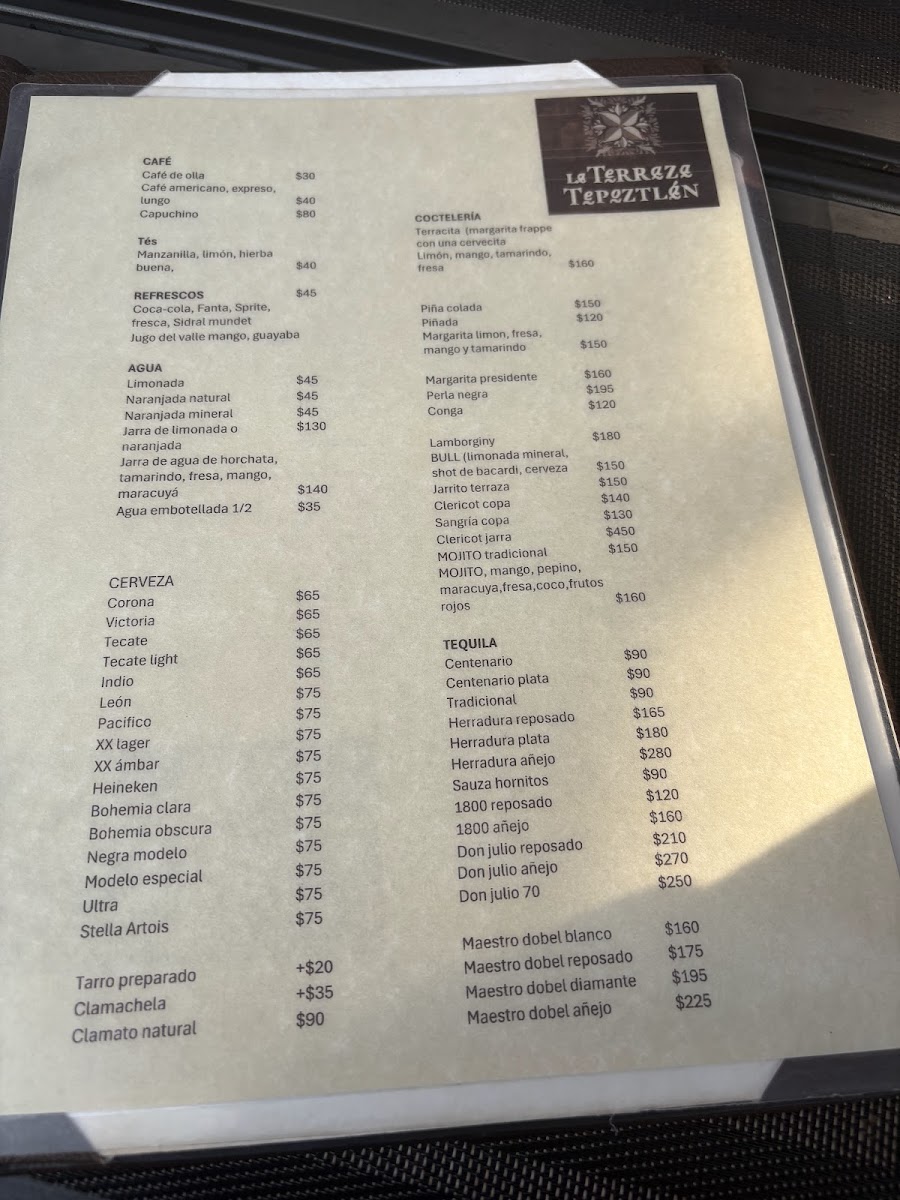 La Terraza
Tepoztlán
CAFÉ
Café de olla $30
Café americano, expreso,
lungo $40
Capuchino $80
Tés
Manzanilla, limón, hierba
buena, $40
REFRESCOS $45
Coca-cola, Fanta, Sprite,
fresca, Sidral mundet
Jugo del valle mango, guayaba
AGUA
Limonada $45
Naranjada natural $45
Naranjada mineral $45
Jarra de limonada o $130
naranjada
Jarra de agua de horchata,
tamarindo, fresa, mango,
maracuyá $140
Agua embotellada 1/2 $35
CERVEZA
Corona $65
Victoria $65
Tecate $65
Tecate light $65
Indio $65
León $75
Pacífico $75
XX lager $75
XX ámbar $75
Heineken $75
Bohemia clara $75
Bohemia obscura $75
Negra modelo $75
Modelo especial $75
Ultra $75
Stella Artois $75
Tarro preparado +$20
Clamachela +$35
Clamato natural $90
COCTELERÍA
Terracita (margarita frappe
con una cervecita
Limón, mango, tamarindo,
fresa $160
Piña colada $150
Piñada $120
Margarita limon, fresa,
mango y tamarindo $150
Margarita presidente $160
Perla negra $195
Conga $120
Lamborginy $180
BULL (limonada mineral,
shot de bacardi, cerveza $150
Jarrito terraza $150
Clericot copa $140
Sangria copa $130
Clericot jarra $450
MOJITO tradicional $150
MOJITO, mango, pepino,
maracuya,fresa,coco,frutos
rojos $160
TEQUILA
Centenario $90
Centenario plata $90
Tradicional $90
Herradura reposado $165
Herradura plata $180
Herradura añejo $280
Sauza hornitos $90
1800 reposado $120
1800 añejo $160
Don julio reposado $210
Don julio añejo $270
Don julio 70 $250
Maestro dobel blanco $160
Maestro dobel reposado $175
Maestro dobel diamante $195
Maestro dobel añejo $225